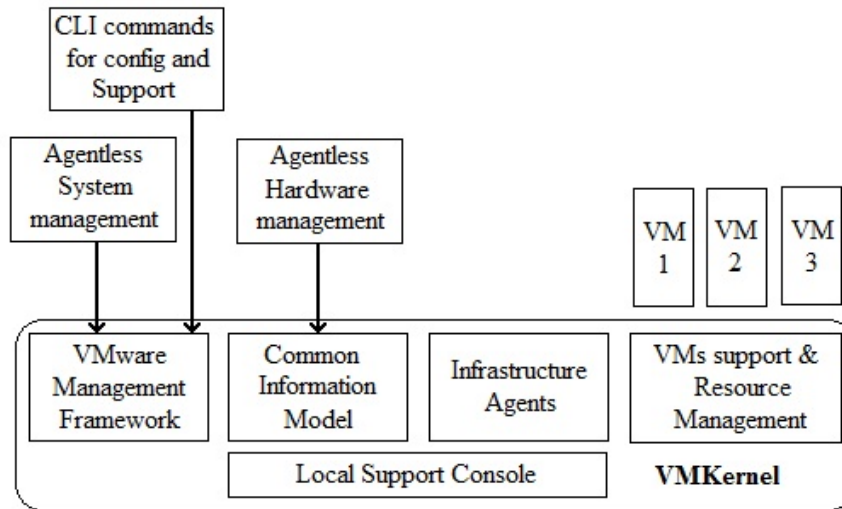 CLI commands
for config and
Support
Agentless
System
management
Agentless
Hardware
management
VM
1
VM
2
VM
3
VMware
Management
Framework
Common
Information
Model
Infrastructure
Agents
VMs support &
Resource
Management
Local Support Console
VMKernel